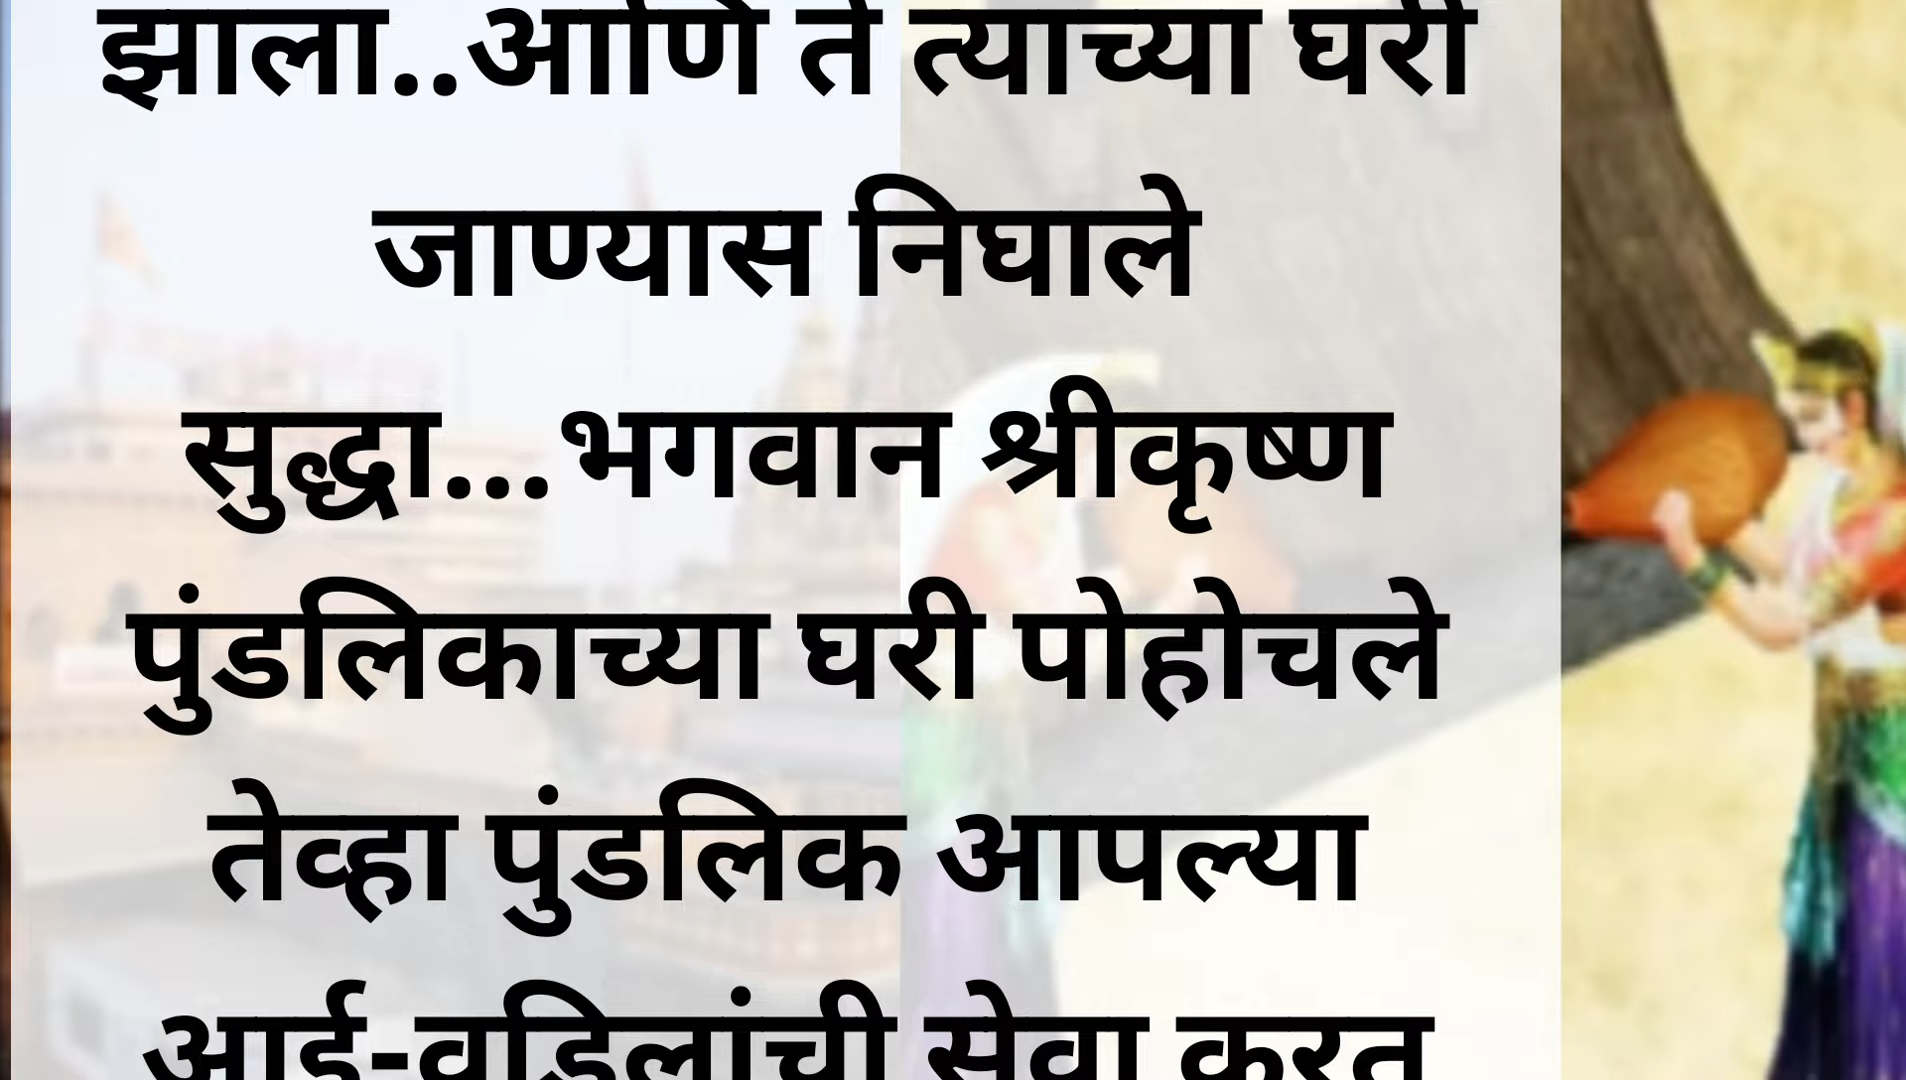 झाला..आणि ते त्याच्या घरी
जाण्यास निघाले
सुद्धा...भगवान श्रीकृष्ण
पुंडलिकाच्या घरी पोहोचले
तेव्हा पुंडलिक आपल्या
आई-वडिलांची सेवा करत